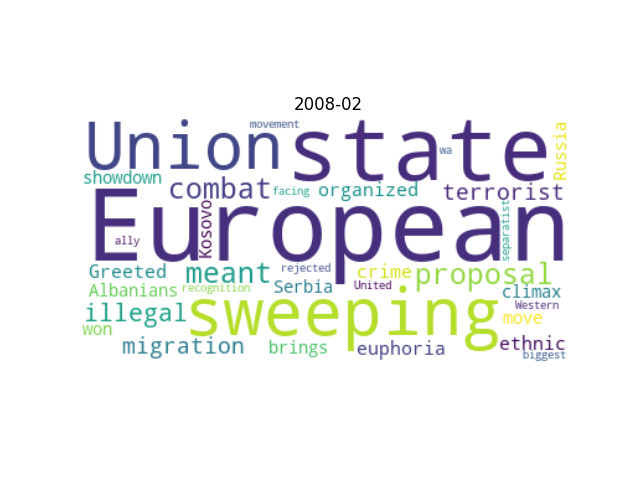 2008-02
movement
Union state
wa
Russia
showdown
combat
facing
organized
terrorist
European
Kosovo
separatist
ally
Greeted
meant
rejected
crime
proposal
Albanians
recognition
Serbia
United
climax
Western
illegal
sweeping
move
won
migration
brings
euphoria
ethnic
biggest